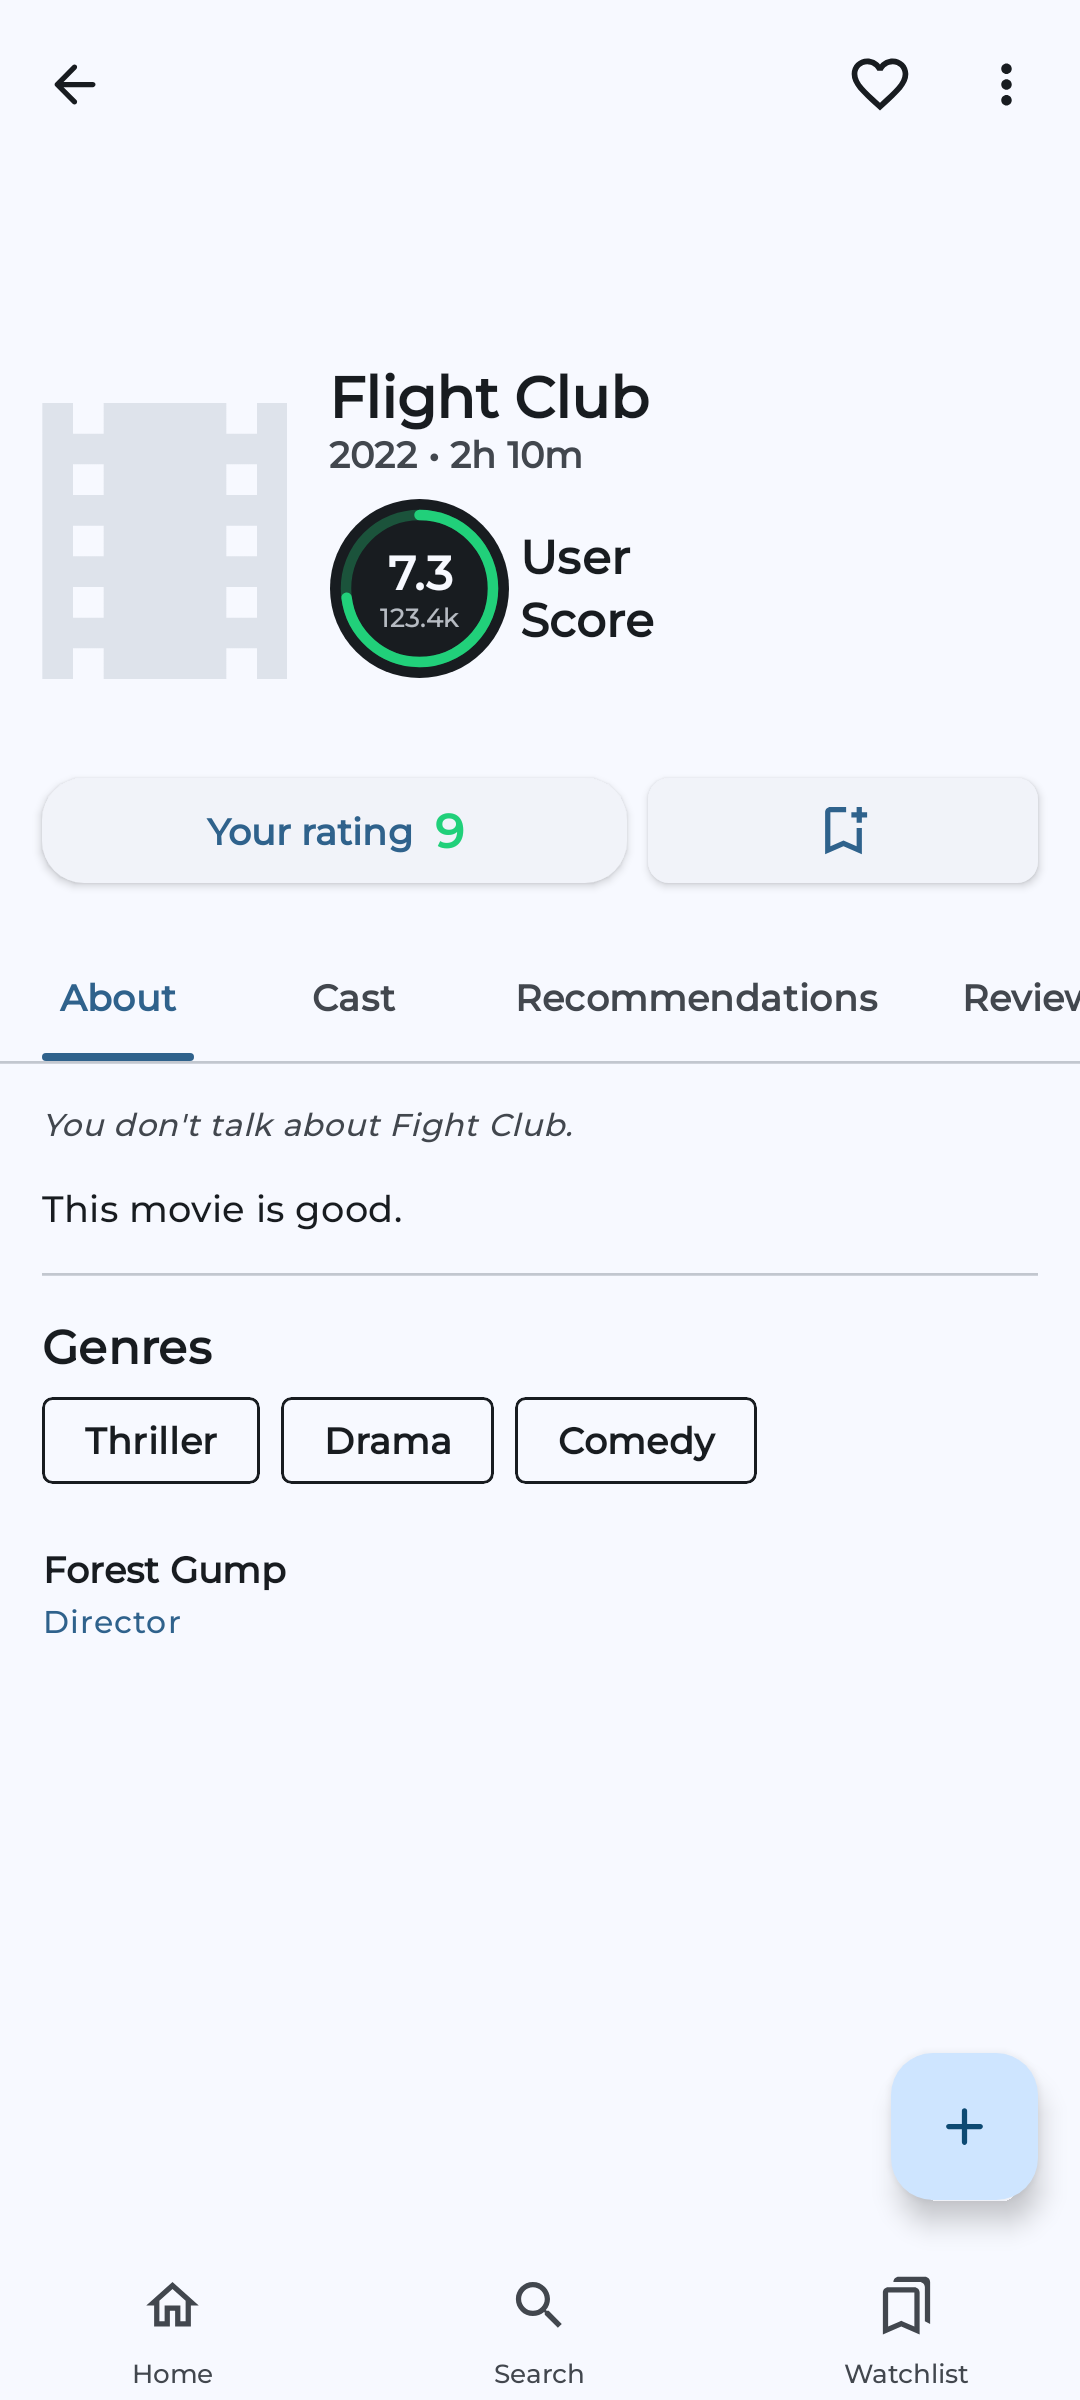 Flight Club
2022 • 2h 10m
7.3
123.4k
User
Score
Your rating 9
About Cast Recommendations Review
You don't talk about Fight Club.
This movie is good.
Genres
Thriller Drama Comedy
Forest Gump
Director
Home Search Watchlist